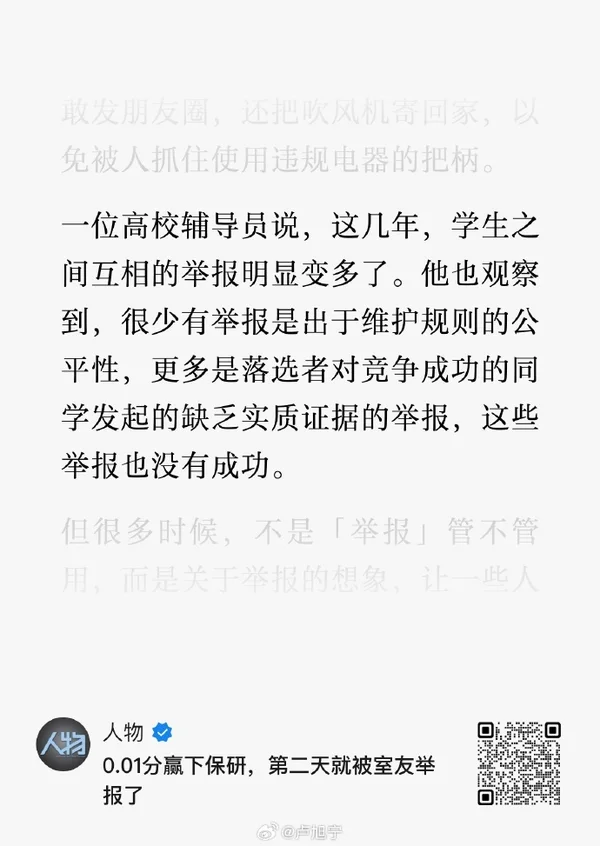 敢发朋友圈，还把吹风机寄回家，以
免被人抓住使用违规电器的把柄。
一位高校辅导员说，这几年，学生之
间互相的举报明显变多了。他也观察
到，很少有举报是出于维护规则的公
平性，更多是落选者对竞争成功的同
学发起的缺乏实质证据的举报，这些
举报也没有成功。
但很多时候，不是「举报」管不管
用，而是关于举报的想象，让一些人
人物
人物
0.01分赢下保研，第二天就被室友举
报了
@卢旭宁